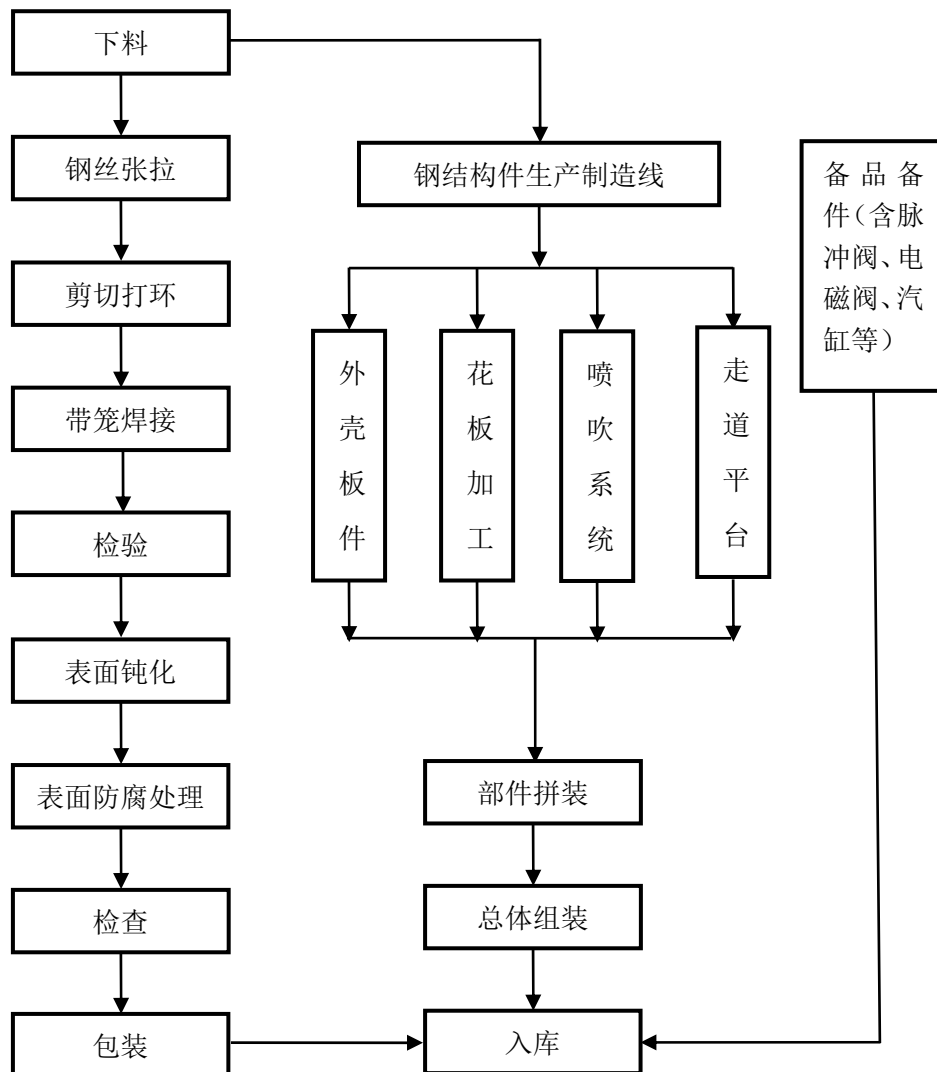 下料
钢丝张拉
剪切打环
带笼焊接
检验
表面钝化
表面防腐处理
检查
包装
钢结构件生产制造线
外壳板件
花板加工
喷吹系统
走道平台
部件拼装
总体组装
入库
备品备
件（含脉
冲阀、电
磁阀、汽
缸等）